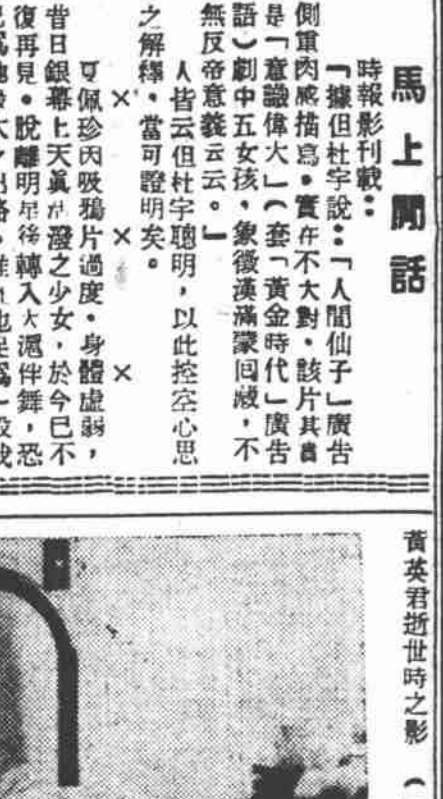 馬上閒話
時報影刊載：
「據但杜宇說：「人間仙子」廣告
側重肉感描寫。實在不大對。該片其實
是「意識偉大」（套「黃金時代」廣告
語）劇中五女孩，象徵漢滿蒙回藏，不
無反帝意義云云。」
人皆云但杜宇聰明，以此挖空心思
之解釋，當可證明矣。
×　×　×
夏佩珍因吸鴉片過度。身體虛弱，
昔日銀幕上天真活潑之少女，於今已不
復再見。脫離明星後轉入大滬伴舞，恐
黃英君逝世時之影（